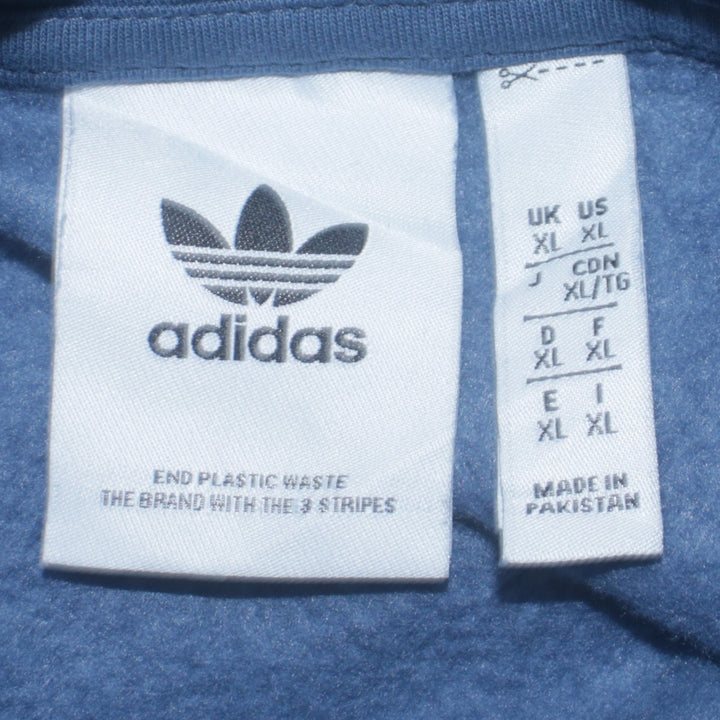 adidas
END PLASTIC WASTE
THE BRAND WITH THE 3 STRIPES
UK US
XL XL
J CDN
XL/TG
D F
XL XL
E I
XL XL
MADE IN
PAKISTAN